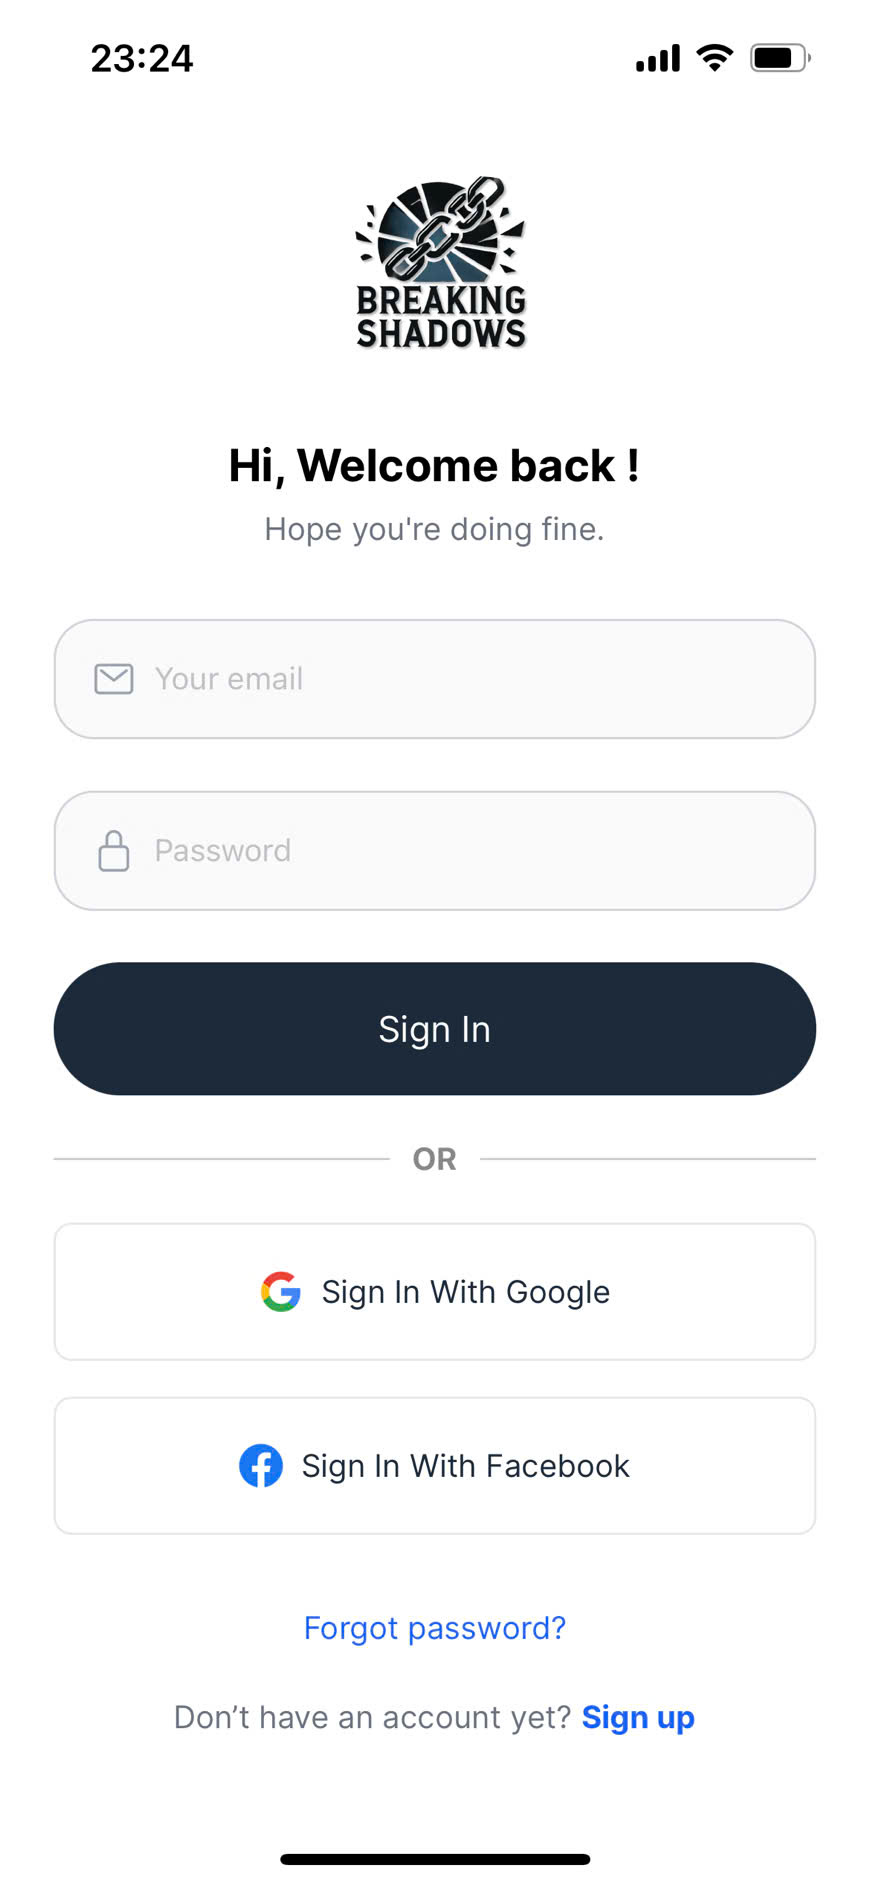 23:24
BREAKING
SHADOWS
Hi, Welcome back !
Hope you're doing fine.
Your email
Password
Sign In
OR
Sign In With Google
Sign In With Facebook
Forgot password?
Don’t have an account yet? Sign up